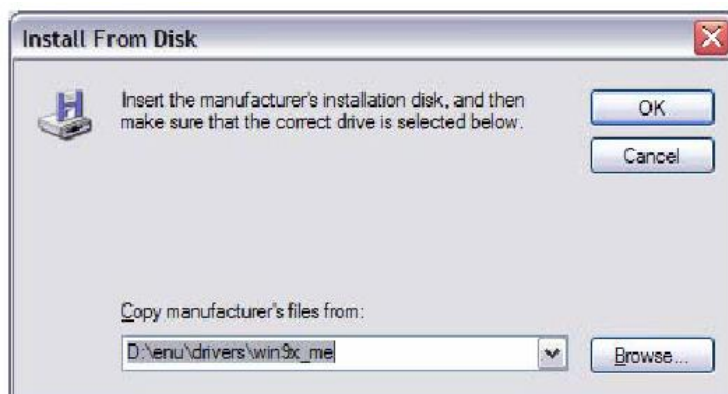 Install From Disk
Insert the manufacturer's installation disk, and then
make sure that the correct drive is selected below.
OK
Cancel
Copy manufacturer's files from:
D:\enu\drivers\win9x_me
Browse...